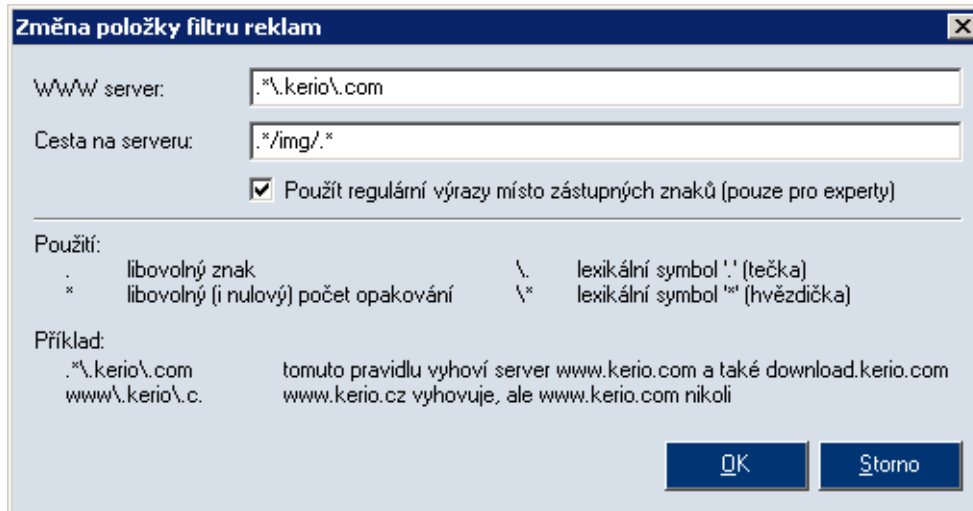 Změna položky filtru reklam
WWW server: .*\.kerio\.com
Cesta na serveru: .*/img/.*
Použít regulární výrazy místo zástupných znaků (pouze pro experty)
Použití:
. libovolný znak \. lexikální symbol '.' (tečka)
* libovolný (i nulový) počet opakování \* lexikální symbol '*' (hvězdička)
Příklad:
.*\.kerio\.com tomuto pravidlu vyhoví server www.kerio.com a také download.kerio.com
www\.kerio\.c. www.kerio.cz vyhovuje, ale www.kerio.com nikoli
OK Storno